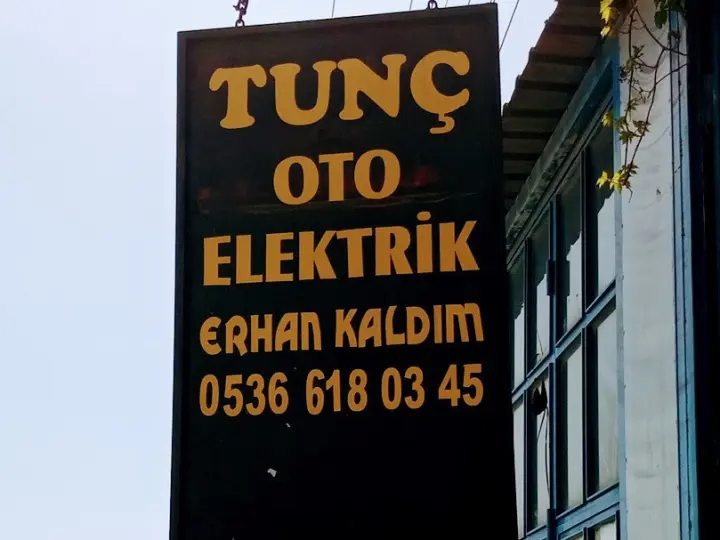 TUNÇ
OTO
ELEKTRİK
ERHAN KALDIM
0536 618 03 45